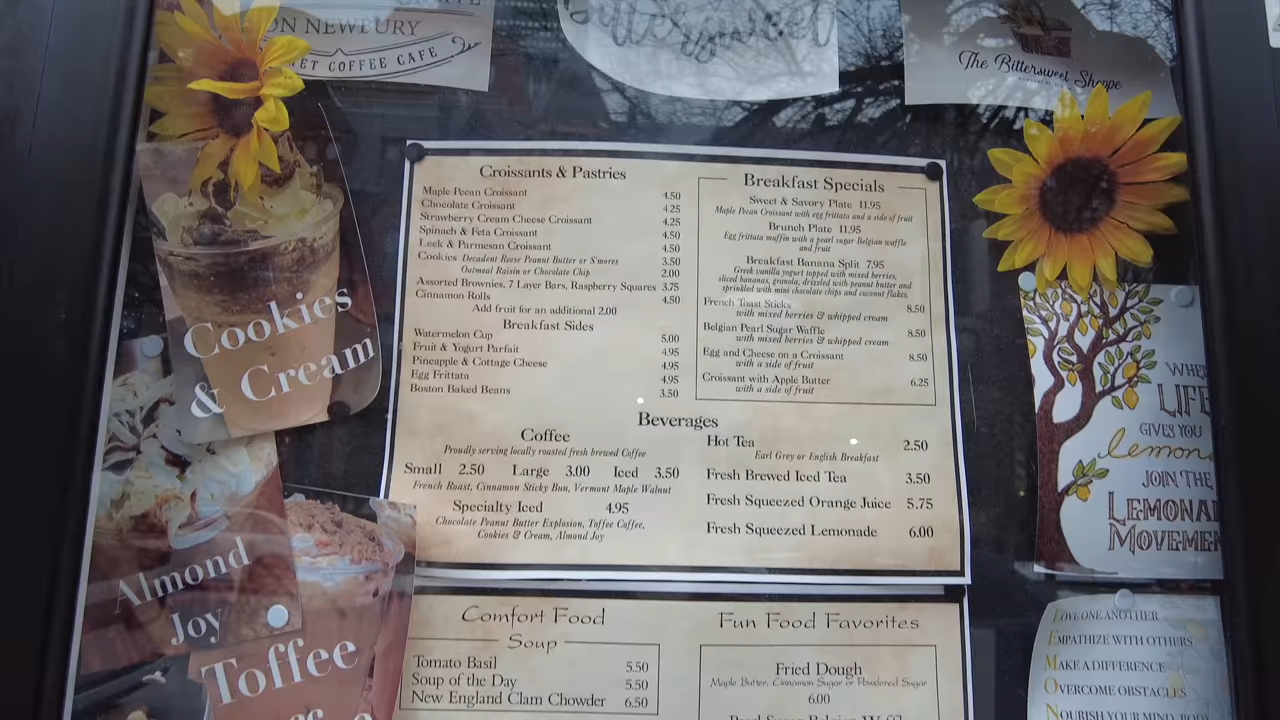 ON NEWBURY
COFFEE CAFE
The Bittersweet Shoppe
Cookies
& Cream
Almond
Joy
Toffee
Croissants & Pastries
Maple Pecan Croissant 4.50
Chocolate Croissant 4.25
Strawberry Cream Cheese Croissant 4.25
Spinach & Feta Croissant 4.50
Leek & Parmesan Croissant 4.50
Cookies Decadent Reese Peanut Butter or S'mores 3.50
Oatmeal Raisin or Chocolate Chip 2.00
Assorted Brownies, 7 Layer Bars, Raspberry Squares 3.75
Cinnamon Rolls 4.50
Add fruit for an additional 2.00
Breakfast Sides
Watermelon Cup 5.00
Fruit & Yogurt Parfait 4.95
Pineapple & Cottage Cheese 4.95
Egg Frittata 4.95
Boston Baked Beans 3.50
Breakfast Specials
Sweet & Savory Plate 11.95
Maple Pecan Croissant with egg frittata and a side of fruit
Brunch Plate 11.95
Egg frittata muffin with a pearl sugar Belgian waffle
and fruit
Breakfast Banana Split 7.95
Greek vanilla yogurt topped with mixed berries,
sliced bananas, granola, drizzled with peanut butter and
sprinkled with mini chocolate chips and coconut flakes.
French Toast Sticks 8.50
with mixed berries & whipped cream
Belgian Pearl Sugar Waffle 8.50
with mixed berries & whipped cream
Egg and Cheese on a Croissant 8.50
with a side of fruit
Croissant with Apple Butter 6.25
with a side of fruit
Beverages
Coffee
Proudly serving locally roasted fresh brewed Coffee
Small 2.50 Large 3.00 Iced 3.50
French Roast, Cinnamon Sticky Bun, Vermont Maple Walnut
Specialty Iced 4.95
Chocolate Peanut Butter Explosion, Toffee Coffee,
Cookies & Cream, Almond Joy
Hot Tea 2.50
Earl Grey or English Breakfast
Fresh Brewed Iced Tea 3.50
Fresh Squeezed Orange Juice 5.75
Fresh Squeezed Lemonade 6.00
Comfort Food
Soup
Tomato Basil 5.50
Soup of the Day 5.50
New England Clam Chowder 6.50
Fun Food Favorites
Fried Dough
Maple Butter, Cinnamon Sugar or Powdered Sugar
6.00
WHEN
LIFE
GIVES YOU
lemons
JOIN THE
LEMONA
MOVEMEN
LOVE ONE ANOTHER
EMPATHIZE WITH OTHERS
MAKE A DIFFERENCE
OVERCOME OBSTACLES
NOURISH YOUR MIND, BODY